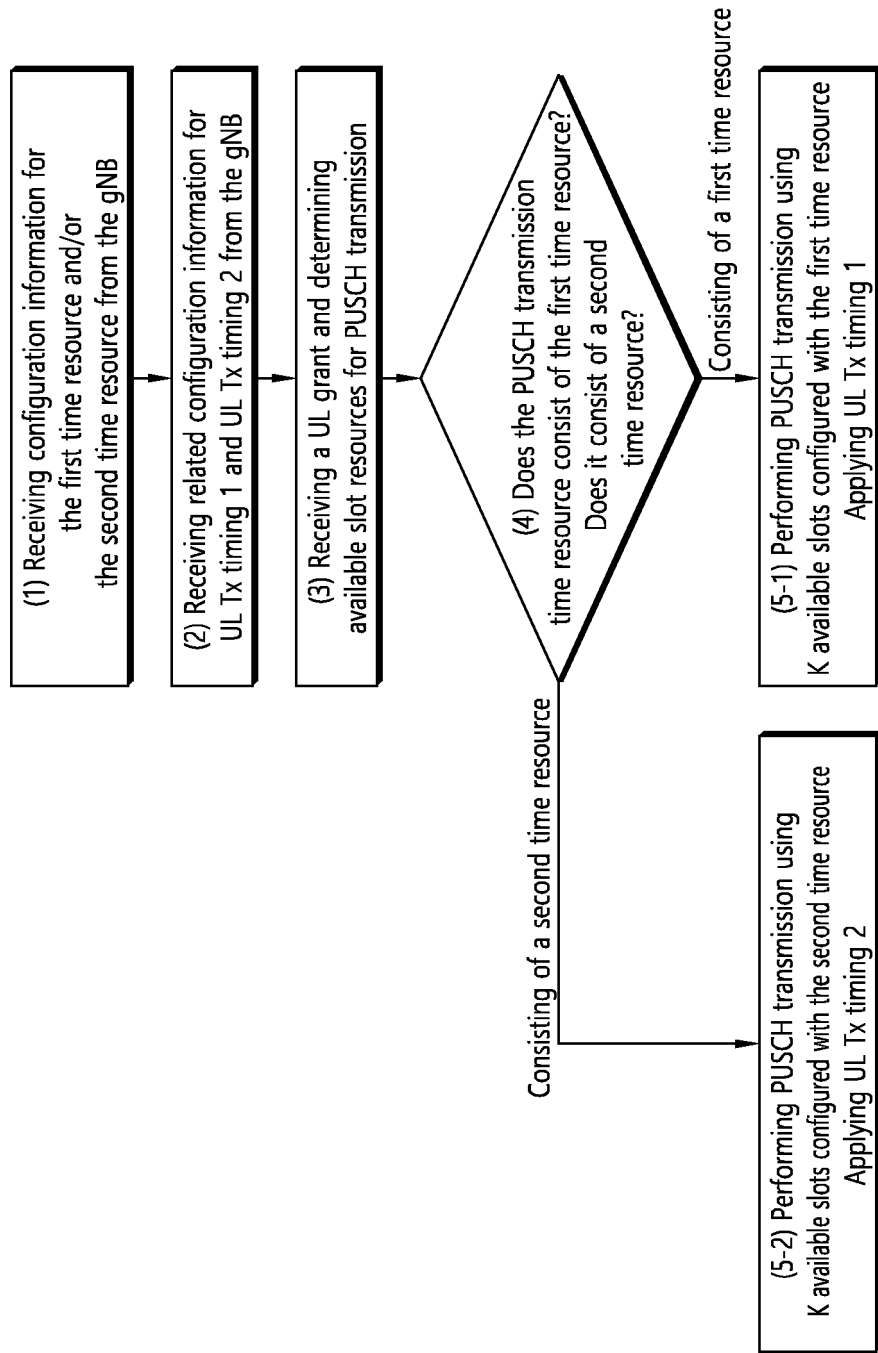 (1) Receiving configuration information for
the first time resource and/or
the second time resource from the gNB
(2) Receiving related configuration information for
UL Tx timing 1 and UL Tx timing 2 from the gNB
(3) Receiving a UL grant and determining
available slot resources for PUSCH transmission
(4) Does the PUSCH transmission
time resource consist of the first time resource?
Does it consist of a second
time resource?
Consisting of a first time resource
(5-1) Performing PUSCH transmission using
K available slots configured with the first time resource
Applying UL Tx timing 1
Consisting of a second time resource
(5-2) Performing PUSCH transmission using
K available slots configured with the second time resource
Applying UL Tx timing 2